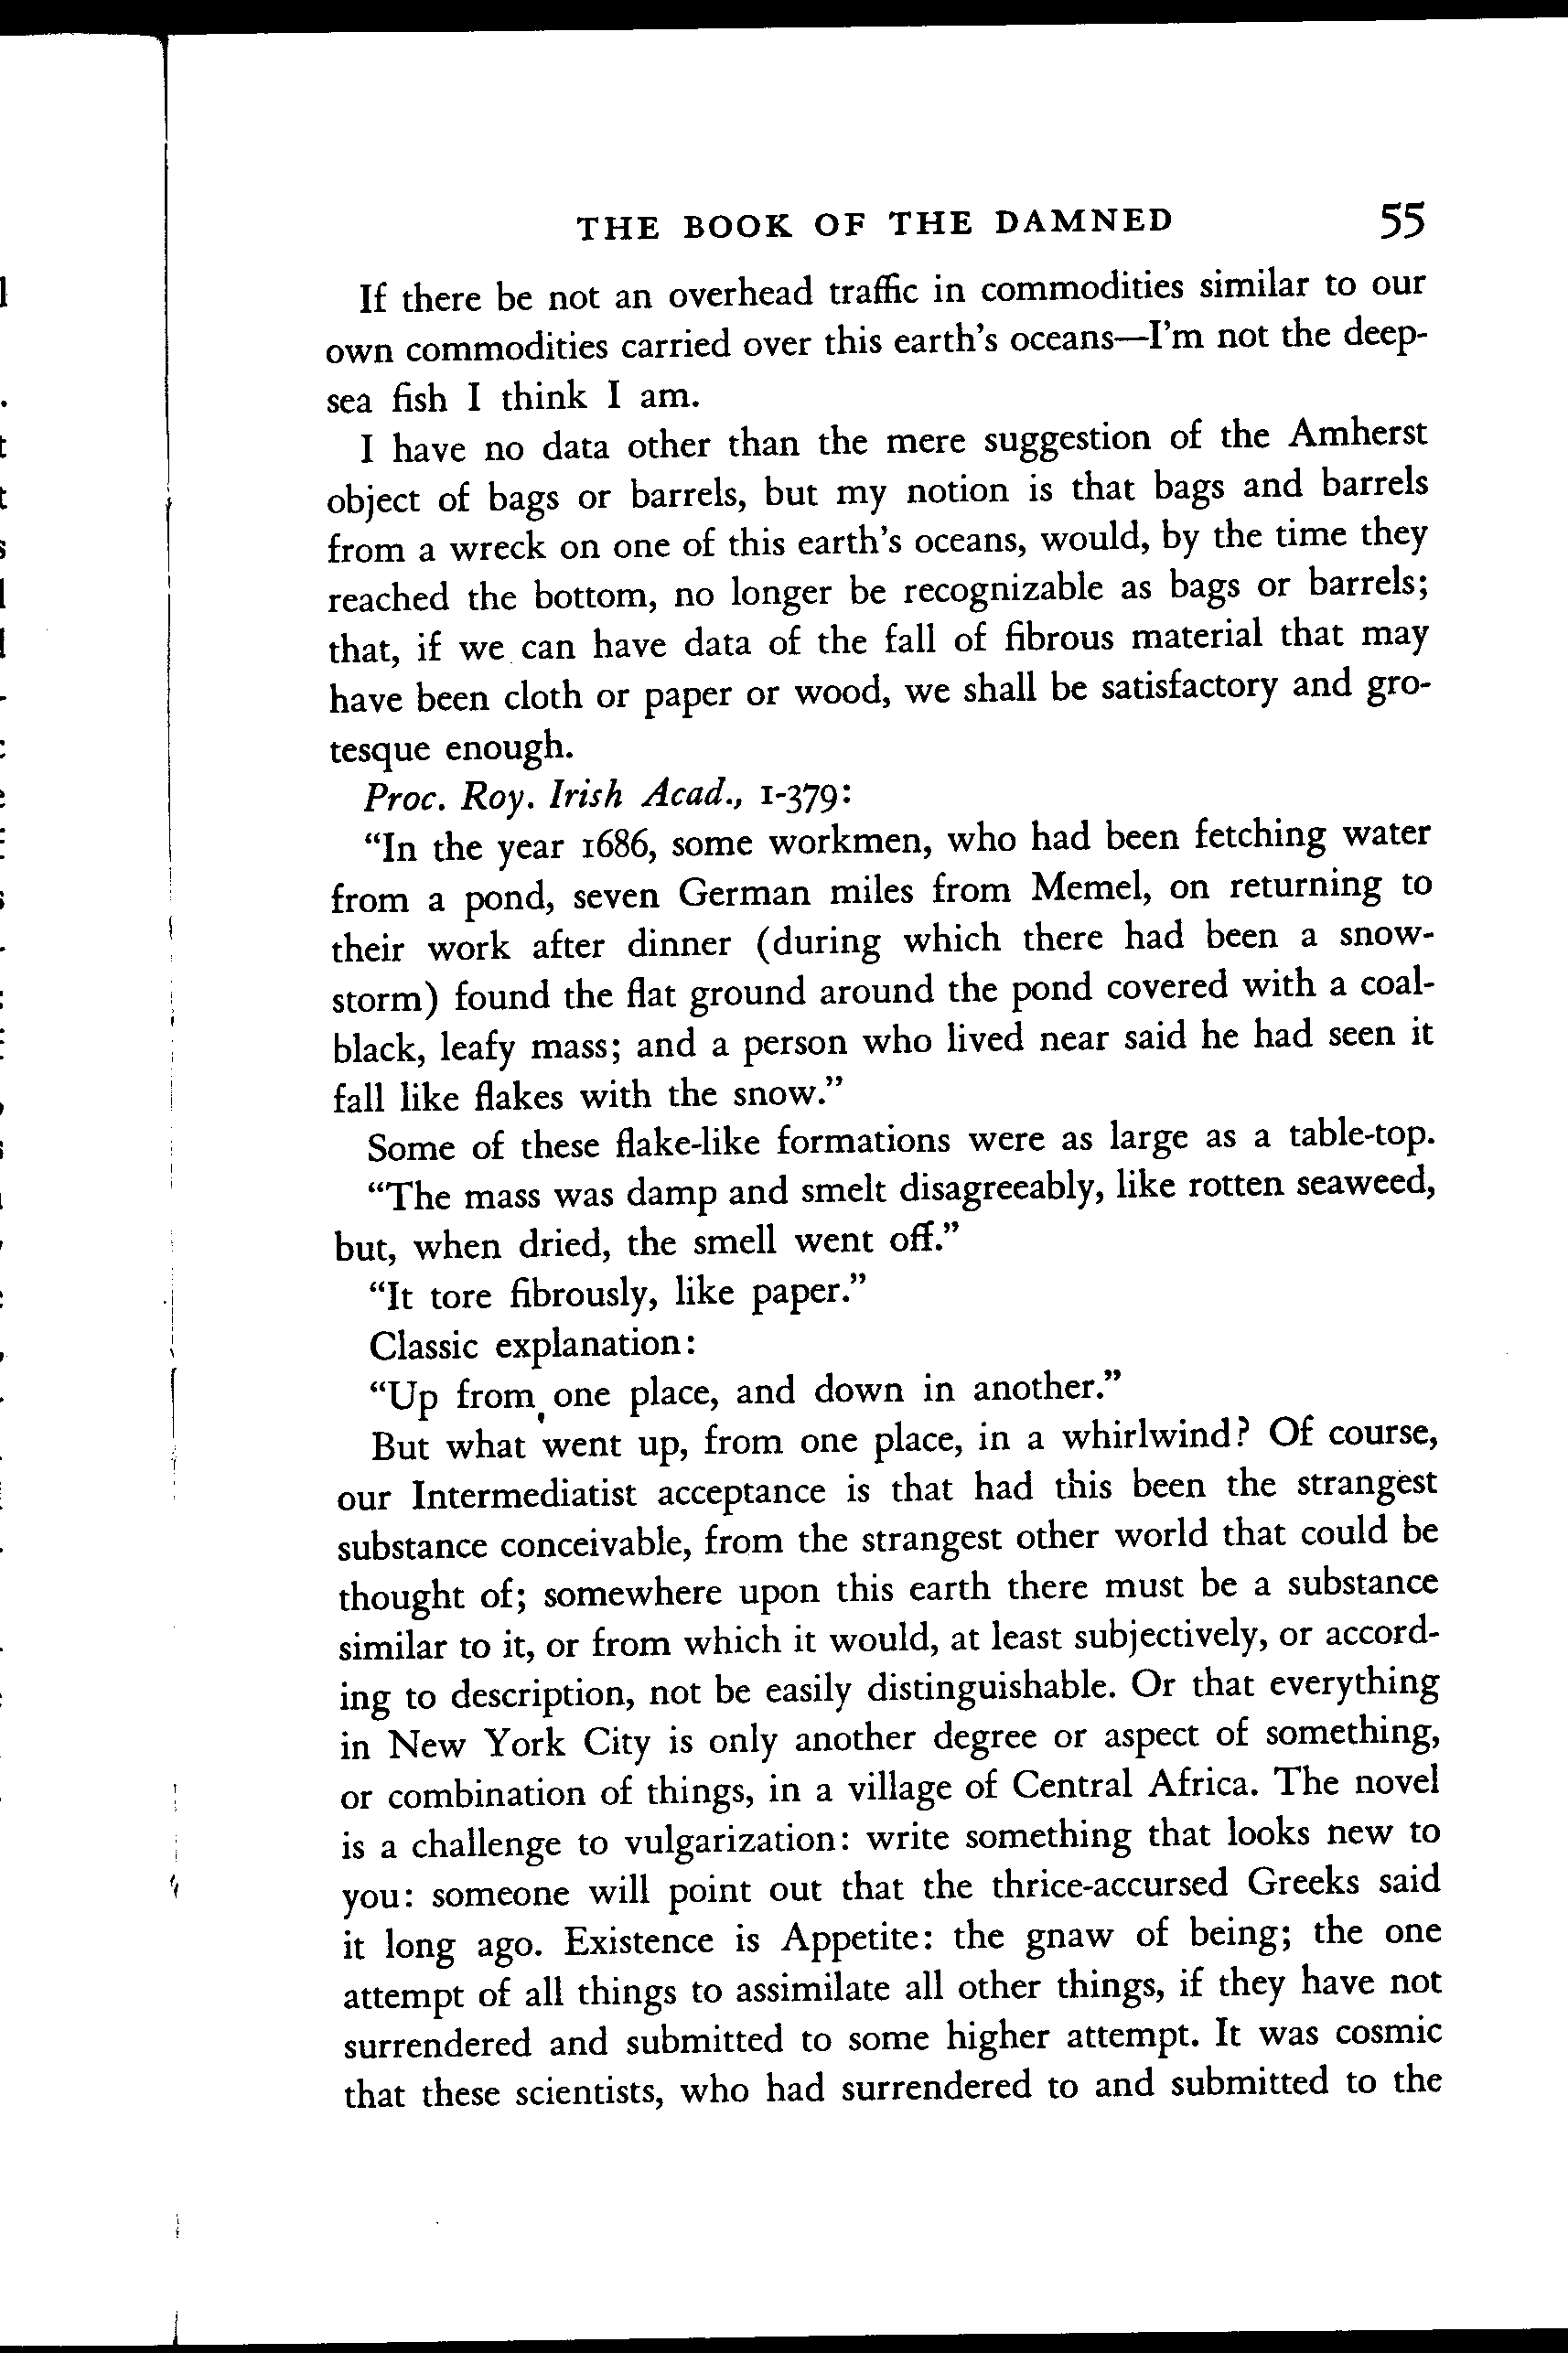 THE BOOK OF THE DAMNED 55
If there be not an overhead traffic in commodities similar to our
own commodities carried over this earth's oceans—I'm not the deep-
sea fish I think I am.
I have no data other than the mere suggestion of the Amherst
object of bags or barrels, but my notion is that bags and barrels
from a wreck on one of this earth's oceans, would, by the time they
reached the bottom, no longer be recognizable as bags or barrels;
that, if we can have data of the fall of fibrous material that may
have been cloth or paper or wood, we shall be satisfactory and gro-
tesque enough.
Proc. Roy. Irish Acad., 1-379:
“In the year 1686, some workmen, who had been fetching water
from a pond, seven German miles from Memel, on returning to
their work after dinner (during which there had been a snow-
storm) found the flat ground around the pond covered with a coal-
black, leafy mass; and a person who lived near said he had seen it
fall like flakes with the snow.”
Some of these flake-like formations were as large as a table-top.
“The mass was damp and smelt disagreeably, like rotten seaweed,
but, when dried, the smell went off.”
“It tore fibrously, like paper.”
Classic explanation:
“Up from one place, and down in another.”
But what went up, from one place, in a whirlwind? Of course,
our Intermediatist acceptance is that had this been the strangest
substance conceivable, from the strangest other world that could be
thought of; somewhere upon this earth there must be a substance
similar to it, or from which it would, at least subjectively, or accord-
ing to description, not be easily distinguishable. Or that everything
in New York City is only another degree or aspect of something,
or combination of things, in a village of Central Africa. The novel
is a challenge to vulgarization: write something that looks new to
you: someone will point out that the thrice-accursed Greeks said
it long ago. Existence is Appetite: the gnaw of being; the one
attempt of all things to assimilate all other things, if they have not
surrendered and submitted to some higher attempt. It was cosmic
that these scientists, who had surrendered to and submitted to the